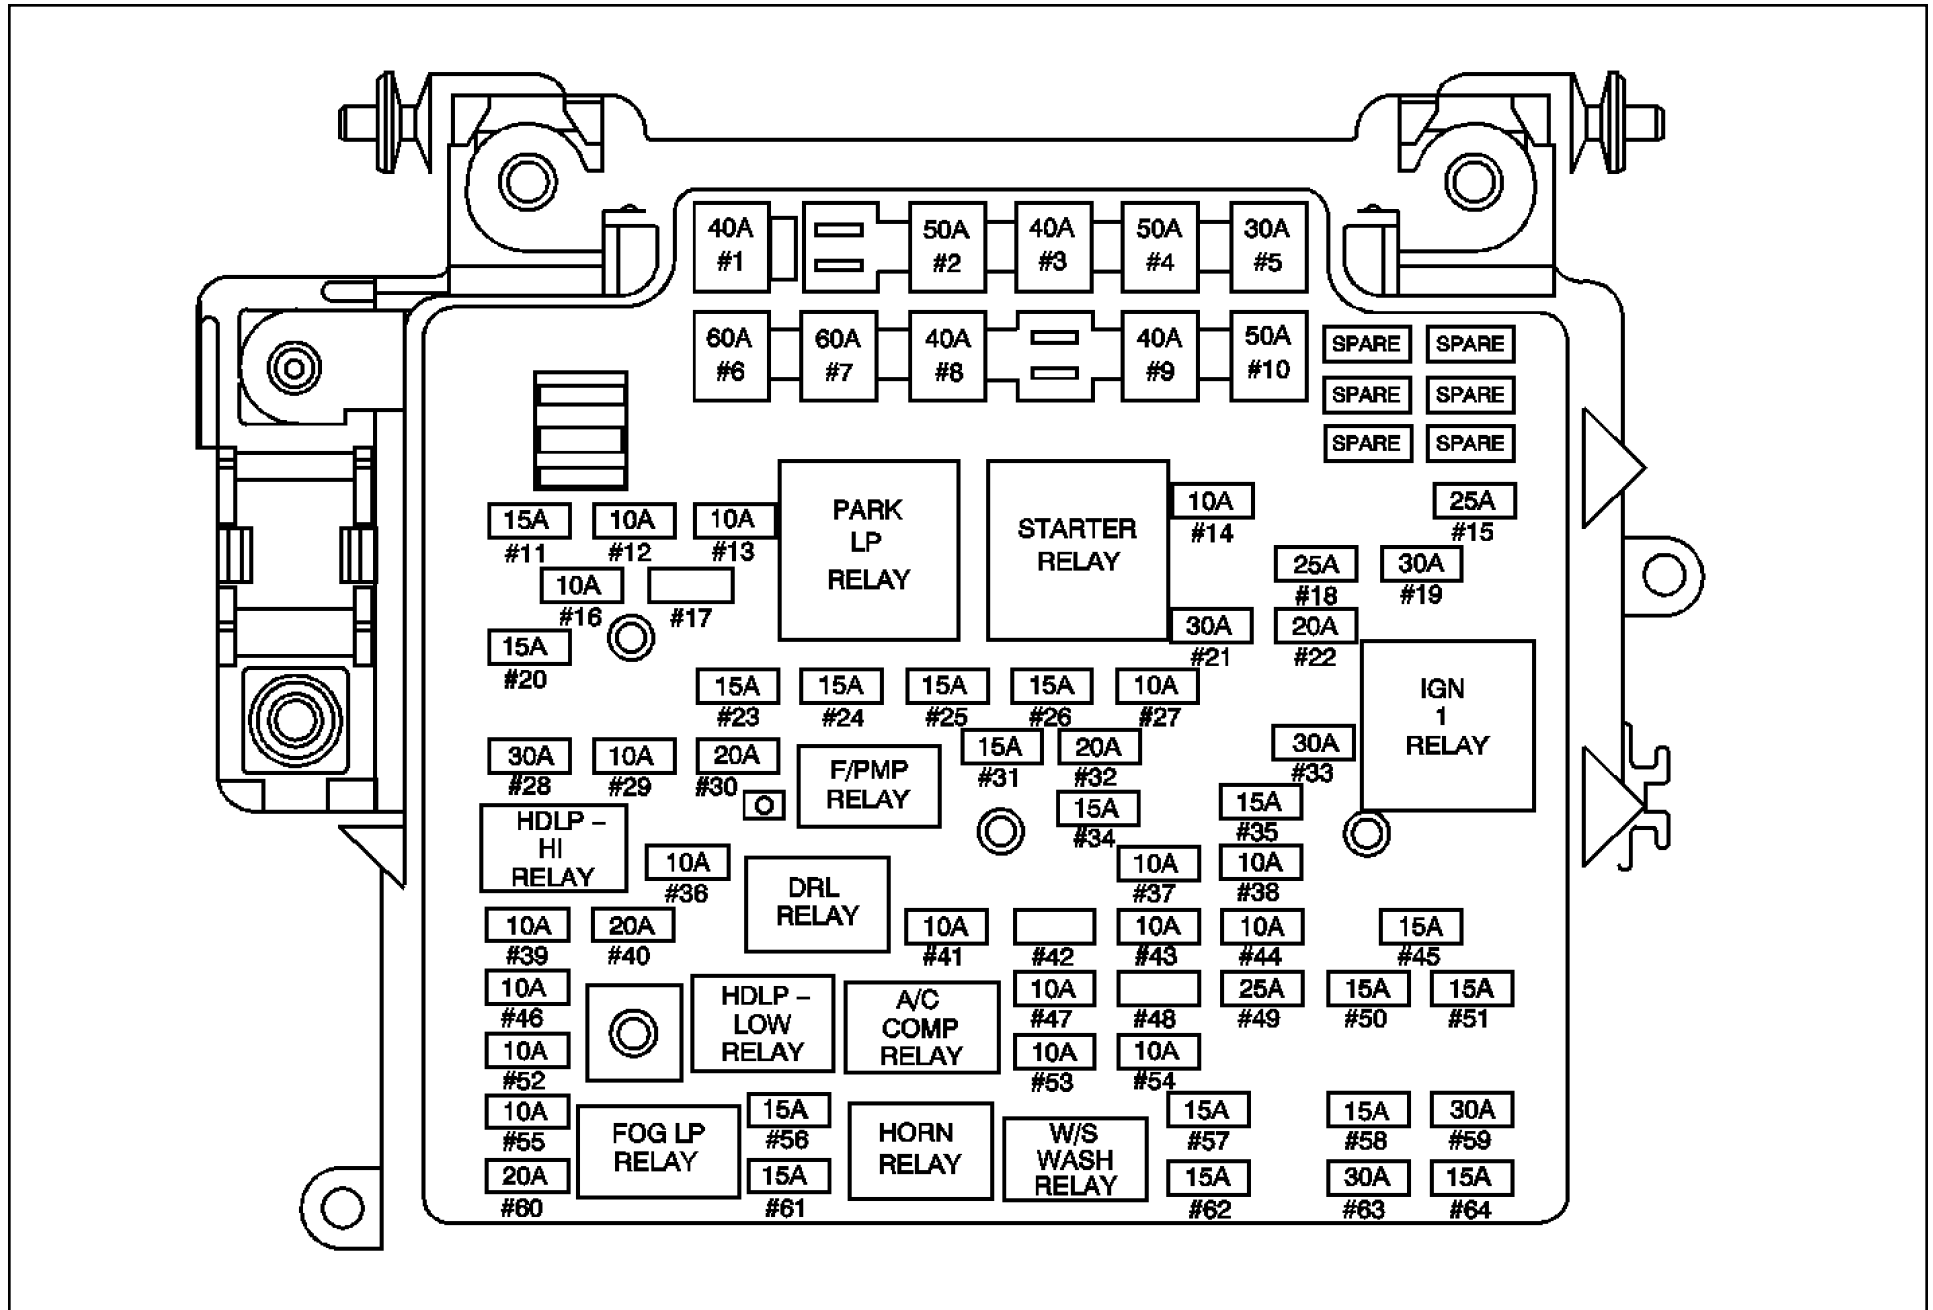 40A 50A 40A 50A 30A
#1 #2 #3 #4 #5
60A 60A 40A 40A 50A
#6 #7 #8 #9 #10
SPARE SPARE
SPARE SPARE
SPARE SPARE
15A 10A 10A
#11 #12 #13
PARK
LP
RELAY
STARTER
RELAY
10A
#14
25A
#15
10A
#16 #17
25A 30A
#18 #19
15A
#20
30A 20A
#21 #22
15A 15A 15A 15A 10A
#23 #24 #25 #26 #27
IGN
1
RELAY
30A 10A 20A
#28 #29 #30
F/PMP
RELAY
15A 20A
#31 #32
30A
#33
15A
#34
15A
#35
HDLP –
HI
RELAY
10A
#36
DRL
RELAY
10A 10A
#37 #38
10A 20A
#39 #40
10A 10A 10A 15A
#41 #42 #43 #44 #45
10A
#46
HDLP –
LOW
RELAY
A/C
COMP
RELAY
10A 25A 15A 15A
#47 #48 #49 #50 #51
10A
#52
10A 10A
#53 #54
10A
#55
FOG LP
RELAY
15A
#56
HORN
RELAY
W/S
WASH
RELAY
15A 15A 30A
#57 #58 #59
20A
#60
15A
#61
15A 30A 15A
#62 #63 #64